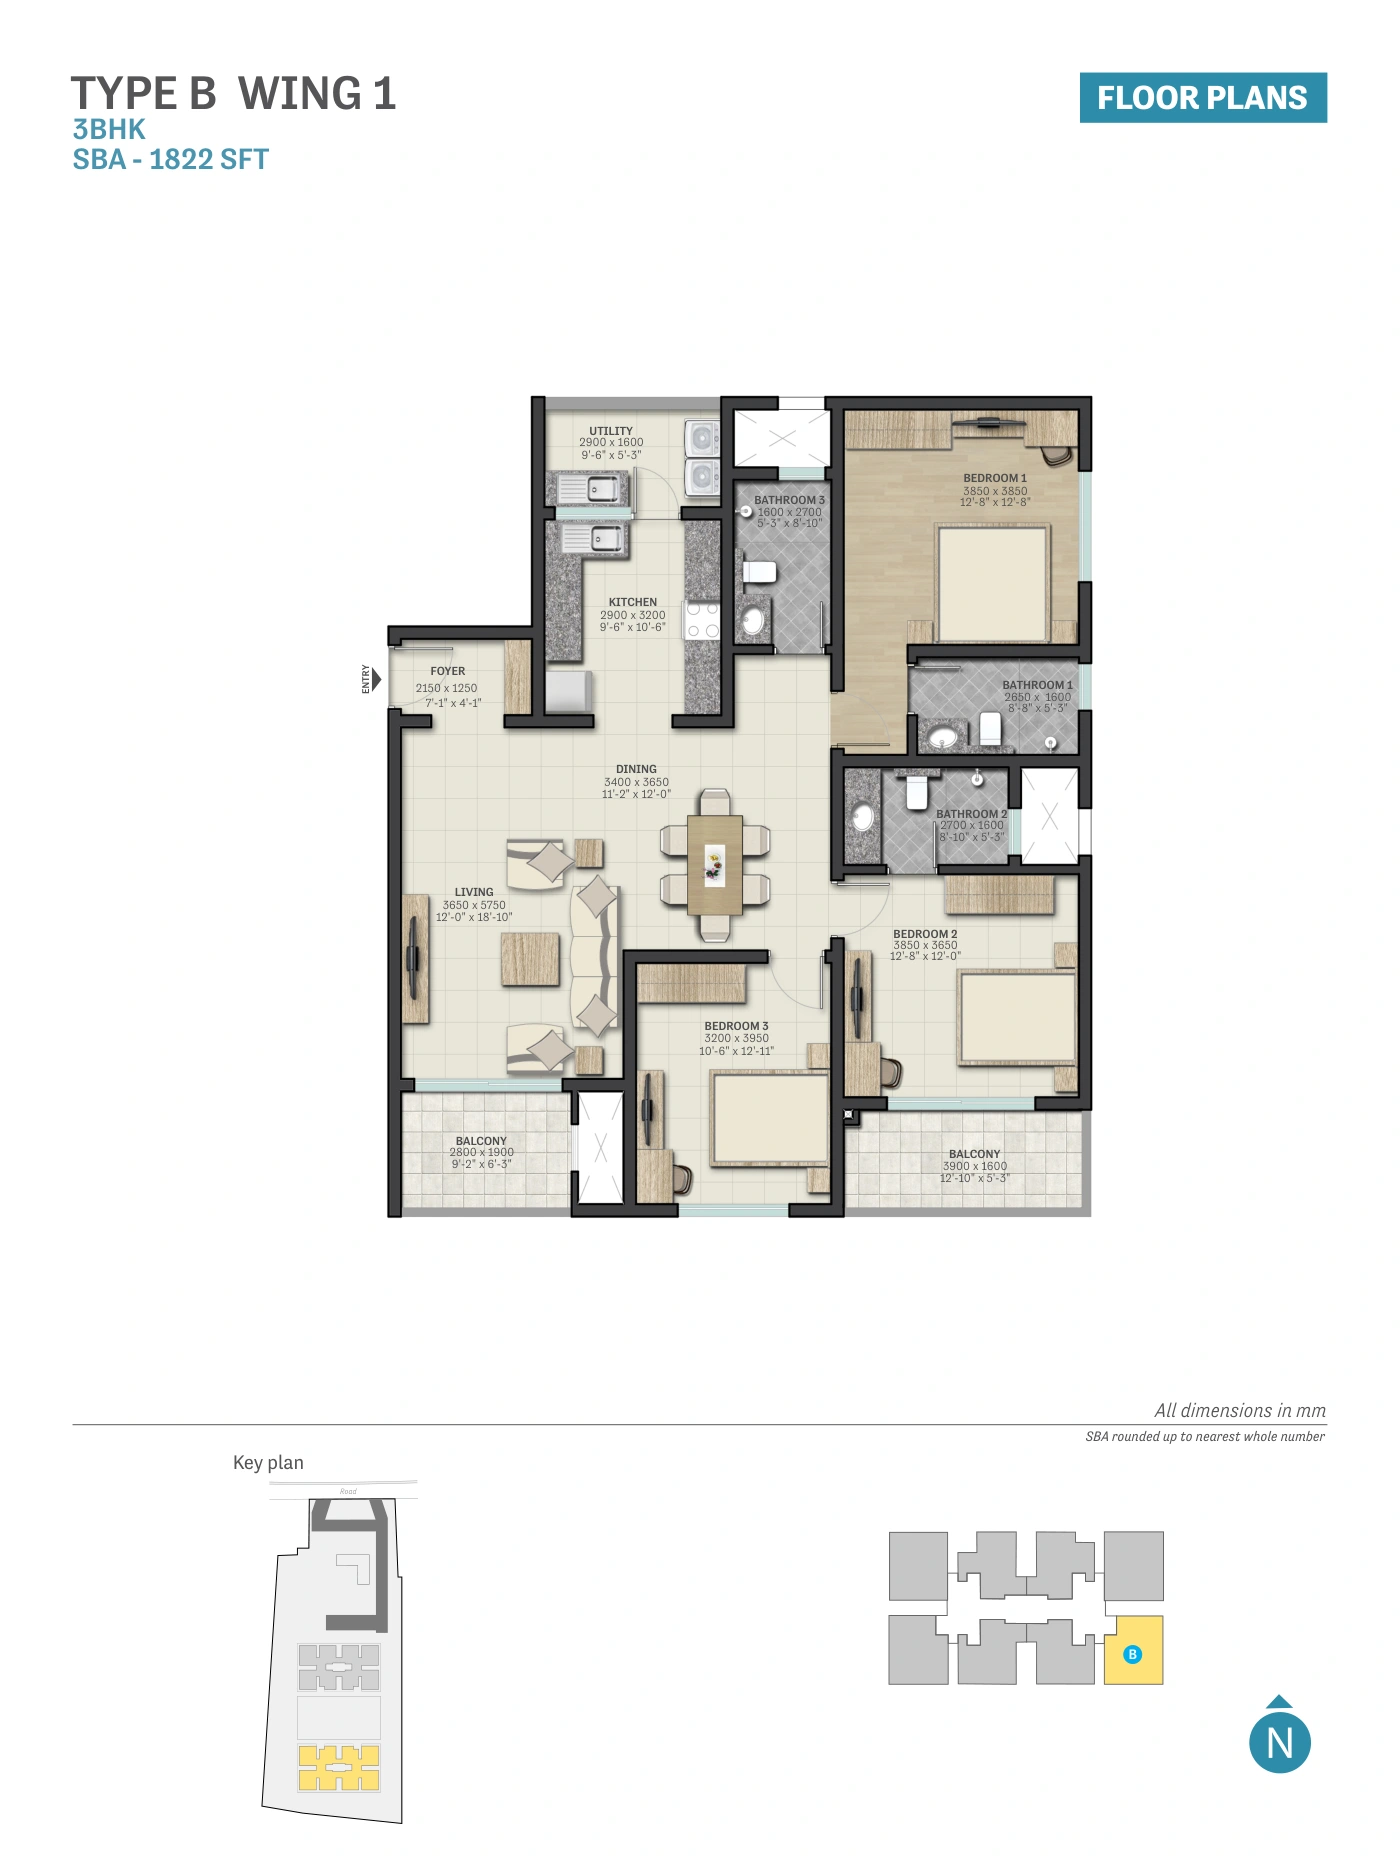 TYPE B WING 1
3BHK
SBA - 1822 SFT
FLOOR PLANS
UTILITY
2900 x 1600
9'-6" x 5'-3"
BATHROOM 3
1600 x 2700
5'-3" x 8'-10"
BEDROOM 1
3850 x 3850
12'-8" x 12'-8"
KITCHEN
2900 x 3200
9'-6" x 10'-6"
ENTRY
FOYER
2150 x 1250
7'-1" x 4'-1"
BATHROOM 1
2650 x 1600
8'-8" x 5'-3"
DINING
3400 x 3650
11'-2" x 12'-0"
BATHROOM 2
2700 x 1600
8'-10" x 5'-3"
LIVING
3650 x 5750
12'-0" x 18'-10"
BEDROOM 2
3850 x 3650
12'-8" x 12'-0"
BEDROOM 3
3200 x 3950
10'-6" x 12'-11"
BALCONY
2800 x 1900
9'-2" x 6'-3"
BALCONY
3900 x 1600
12'-10" x 5'-3"
All dimensions in mm
SBA rounded up to nearest whole number
Key plan
Road
B
N